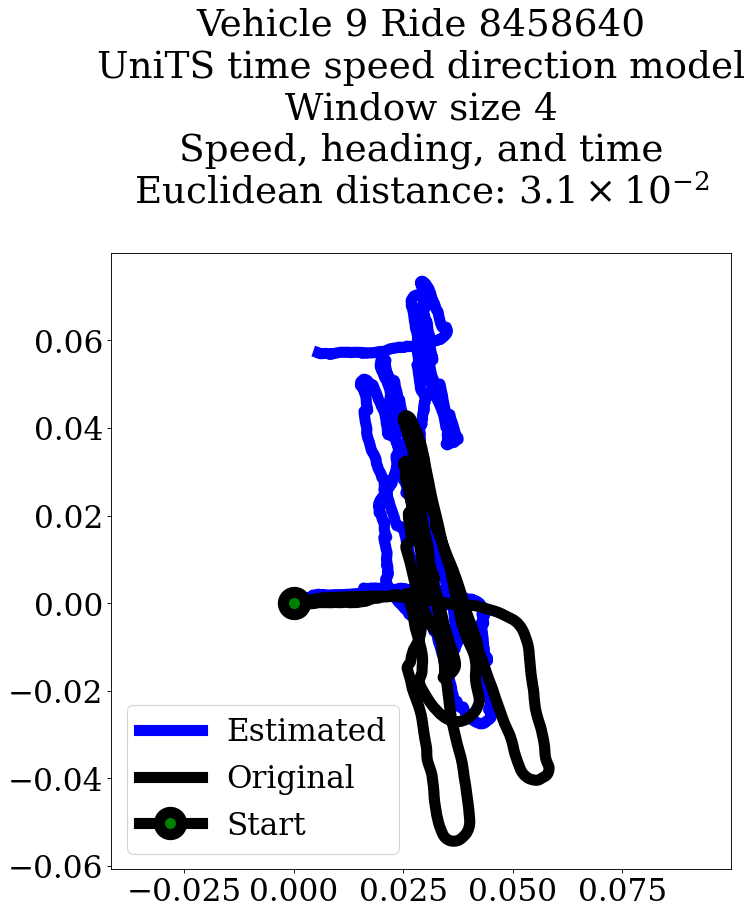 Vehicle 9 Ride 8458640
UniTS time speed direction model
Window size 4
Speed, heading, and time
Euclidean distance: 3.1 × 10⁻²
0.06
0.04
0.02
0.00
−0.02
−0.04
−0.06
Estimated
Original
Start
−0.025 0.000 0.025 0.050 0.075